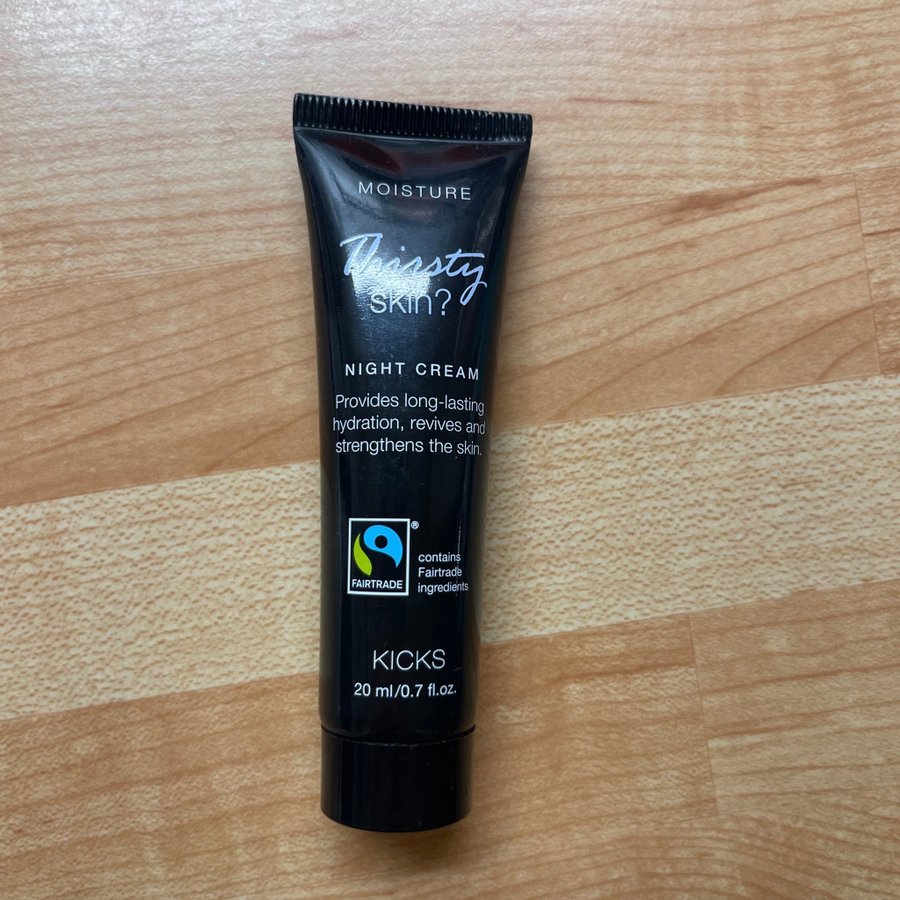 MOISTURE
Thirsty
skin?
NIGHT CREAM
Provides long-lasting
hydration, revives and
strengthens the skin.
FAIRTRADE
®
contains
Fairtrade
ingredients
KICKS
20 ml/0.7 fl.oz.